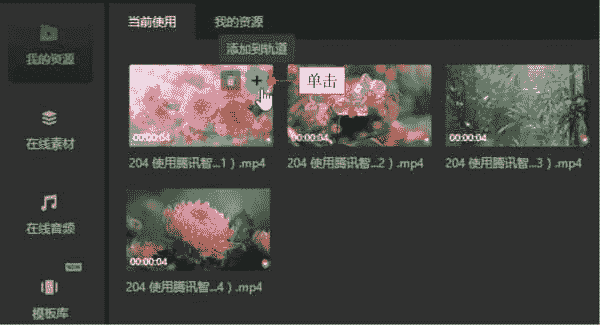 当前使用
我的资源
添加到轨道
我的资源
单击
00:00:04
00:00:04
00:00:04
204 使用腾讯智...1）.mp4
204 使用腾讯智...2）.mp4
204 使用腾讯智...3）.mp4
在线素材
在线音频
00:00:04
204 使用腾讯智...4）.mp4
NEW
模板库